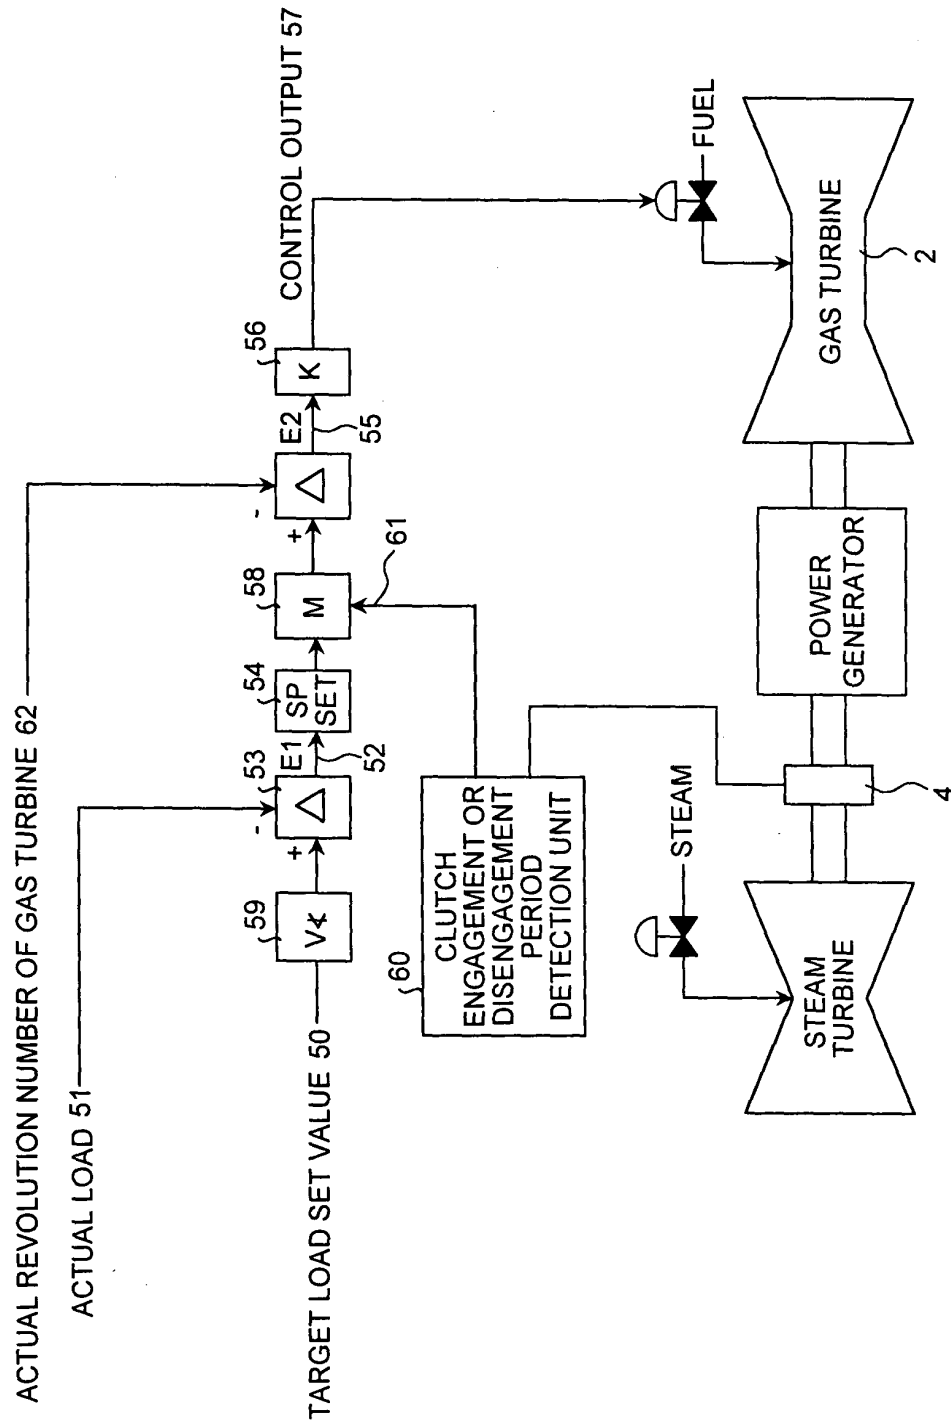 ACTUAL REVOLUTION NUMBER OF GAS TURBINE 62
ACTUAL LOAD 51
TARGET LOAD SET VALUE 50
59
V∢
+
-
53
Δ
E1
52
54
SP
SET
58
M
61
+
-
Δ
E2
55
56
K
CONTROL OUTPUT 57
60
CLUTCH
ENGAGEMENT OR
DISENGAGEMENT
PERIOD
DETECTION UNIT
STEAM
FUEL
STEAM
TURBINE
4
POWER
GENERATOR
GAS TURBINE
2